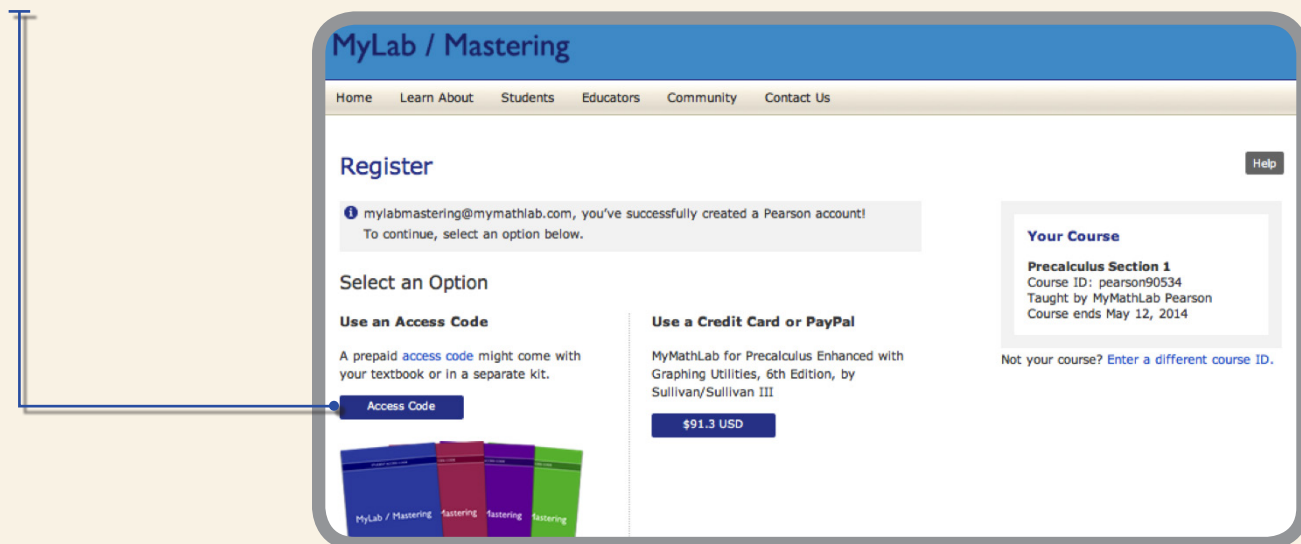 MyLab / Mastering
Home Learn About Students Educators Community Contact Us
Register
Help
mylabmastering@mymathlab.com, you've successfully created a Pearson account!
To continue, select an option below.
Select an Option
Use an Access Code
A prepaid access code might come with
your textbook or in a separate kit.
Access Code
MyLab / Mastering
Mastering
Mastering
Mastering
Use a Credit Card or PayPal
MyMathLab for Precalculus Enhanced with
Graphing Utilities, 6th Edition, by
Sullivan/Sullivan III
$91.3 USD
Your Course
Precalculus Section 1
Course ID: pearson90534
Taught by MyMathLab Pearson
Course ends May 12, 2014
Not your course? Enter a different course ID.